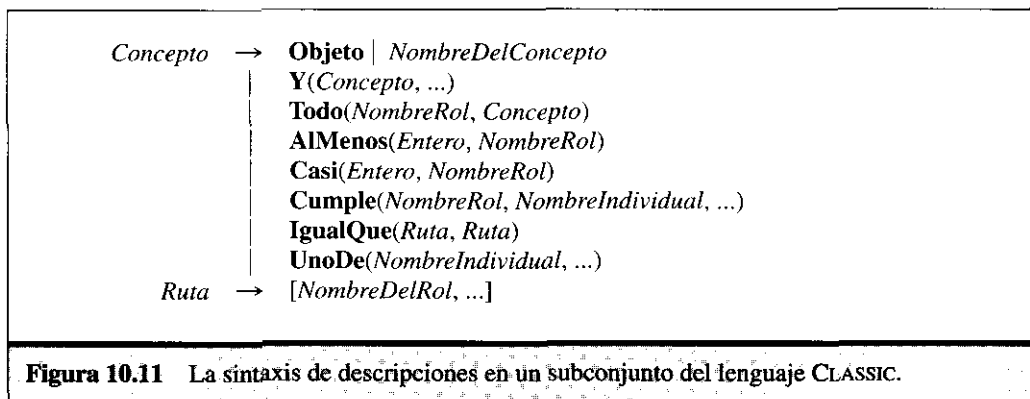 Concepto → Objeto | NombreDelConcepto
| Y(Concepto, ...)
| Todo(NombreRol, Concepto)
| AlMenos(Entero, NombreRol)
| Casi(Entero, NombreRol)
| Cumple(NombreRol, NombreIndividual, ...)
| IgualQue(Ruta, Ruta)
| UnoDe(NombreIndividual, ...)
Ruta → [NombreDelRol, ...]
Figura 10.11 La sintaxis de descripciones en un subconjunto del lenguaje CLASSIC.